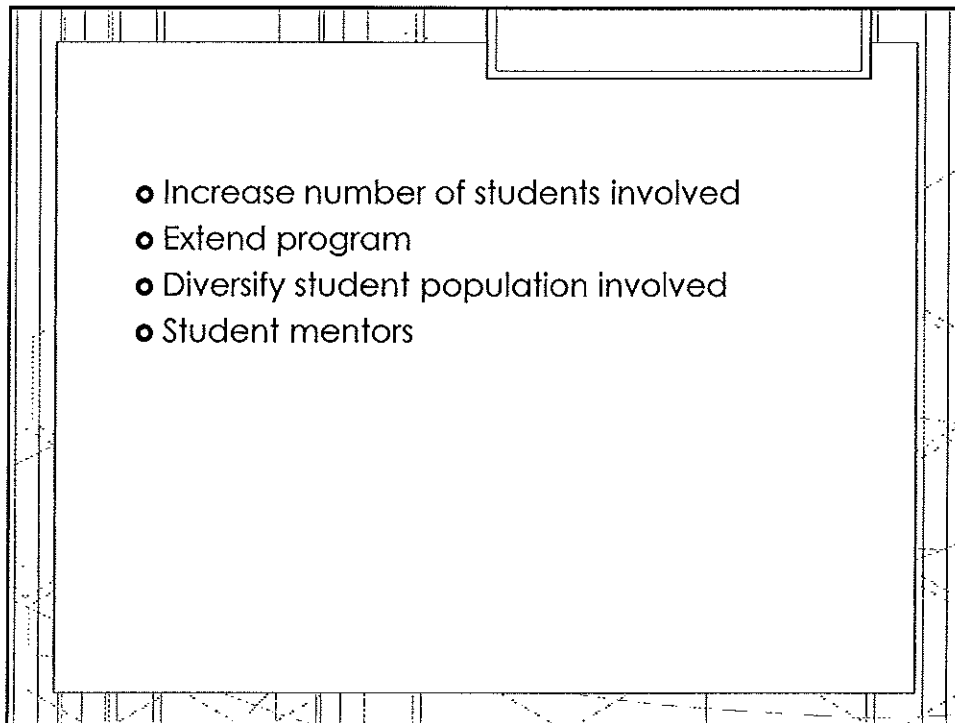 Increase number of students involved
Extend program
Diversify student population involved
Student mentors